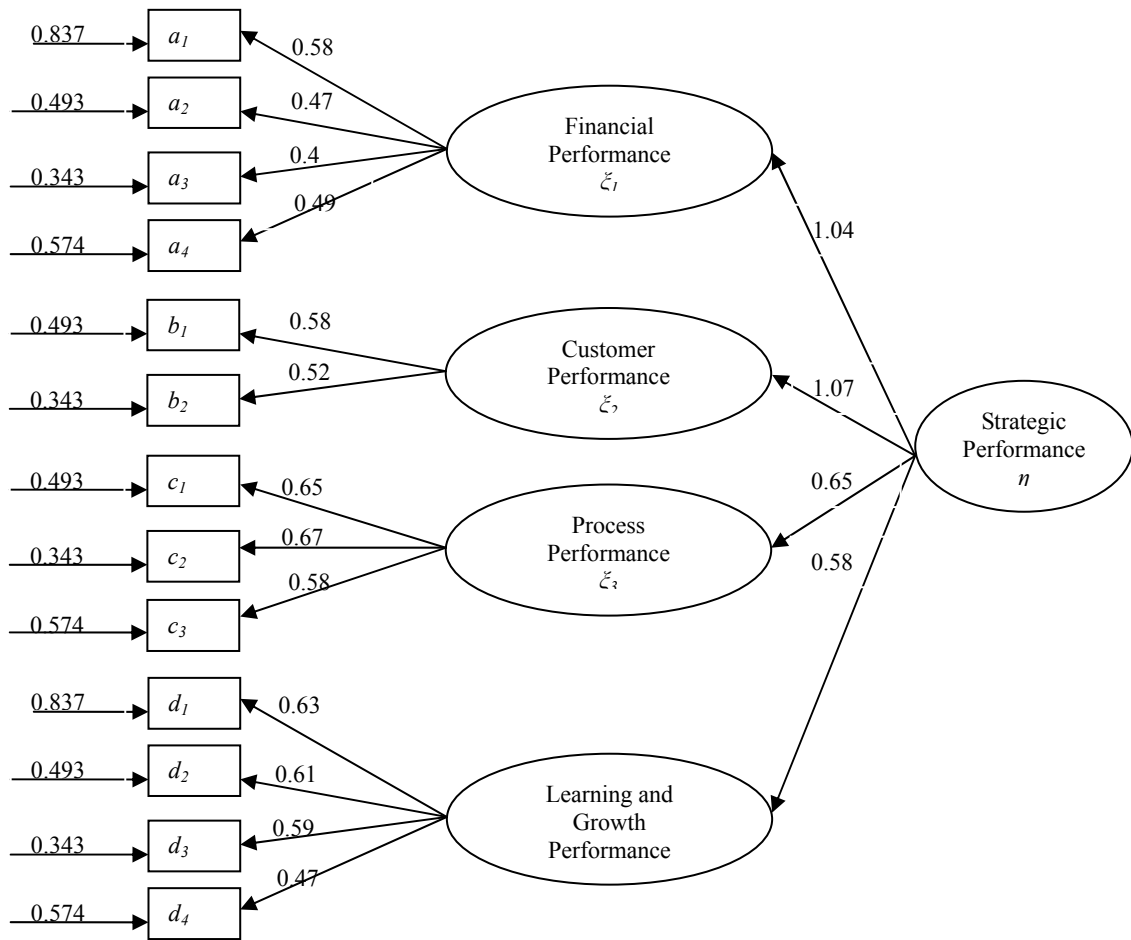 0.837
a1
0.58
0.493
a2
0.47
0.343
a3
0.4
0.574
a4
0.49
Financial
Performance
ξ1
1.04
0.493
b1
0.58
0.343
b2
0.52
Customer
Performance
ξ2
1.07
Strategic
Performance
n
0.493
c1
0.65
0.343
c2
0.67
0.574
c3
0.58
Process
Performance
ξ3
0.65
0.58
0.837
d1
0.63
0.493
d2
0.61
0.343
d3
0.59
0.574
d4
0.47
Learning and
Growth
Performance